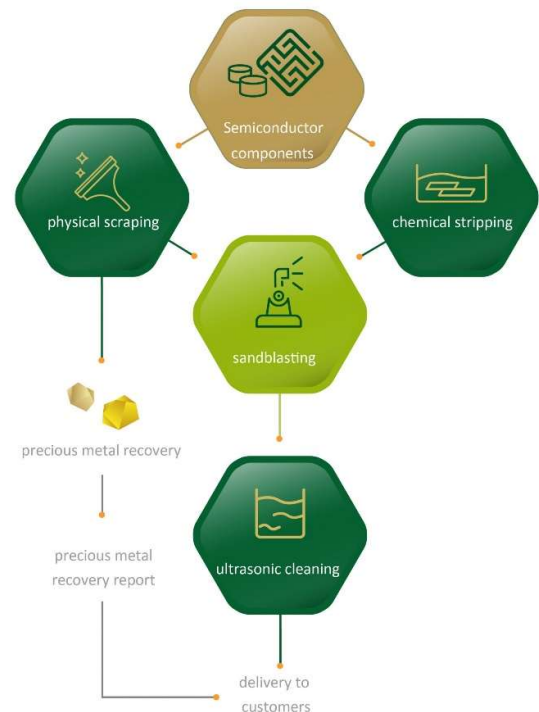 Semiconductor
components
physical scraping
chemical stripping
sandblasting
precious metal recovery
ultrasonic cleaning
precious metal
recovery report
delivery to
customers